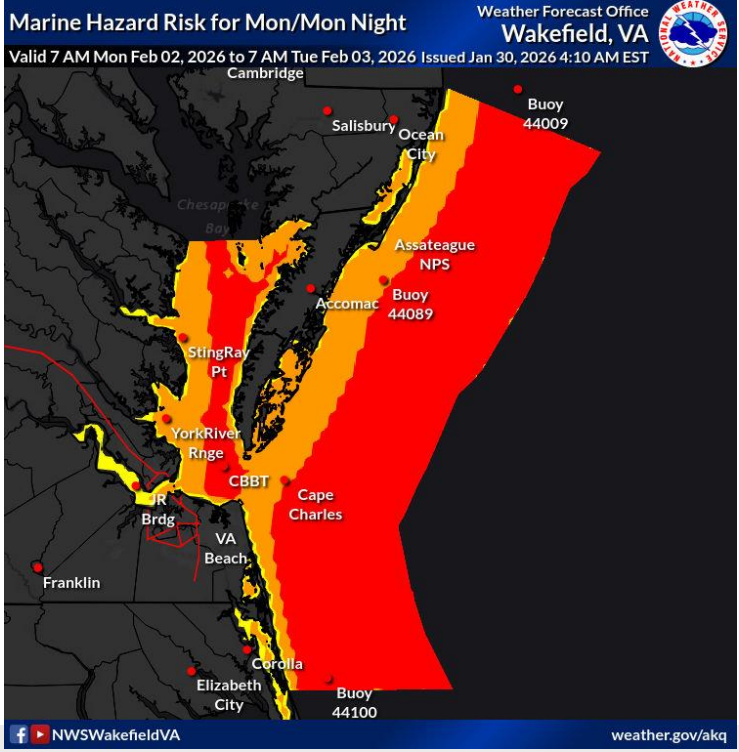 Marine Hazard Risk for Mon/Mon Night
Weather Forecast Office
Wakefield, VA
Valid 7 AM Mon Feb 02, 2026 to 7 AM Tue Feb 03, 2026 Issued Jan 30, 2026 4:10 AM EST
NATIONAL WEATHER SERVICE
Cambridge
Salisbury
Ocean
City
Buoy
44009
Chesapeake
Bay
Assateague
NPS
Accomac
Buoy
44089
StingRay
Pt
YorkRiver
Rnge
CBBT
Cape
Charles
JR
Brdg
VA
Beach
Franklin
Corolla
Elizabeth
City
Buoy
44100
NWSWakefieldVA
weather.gov/akq